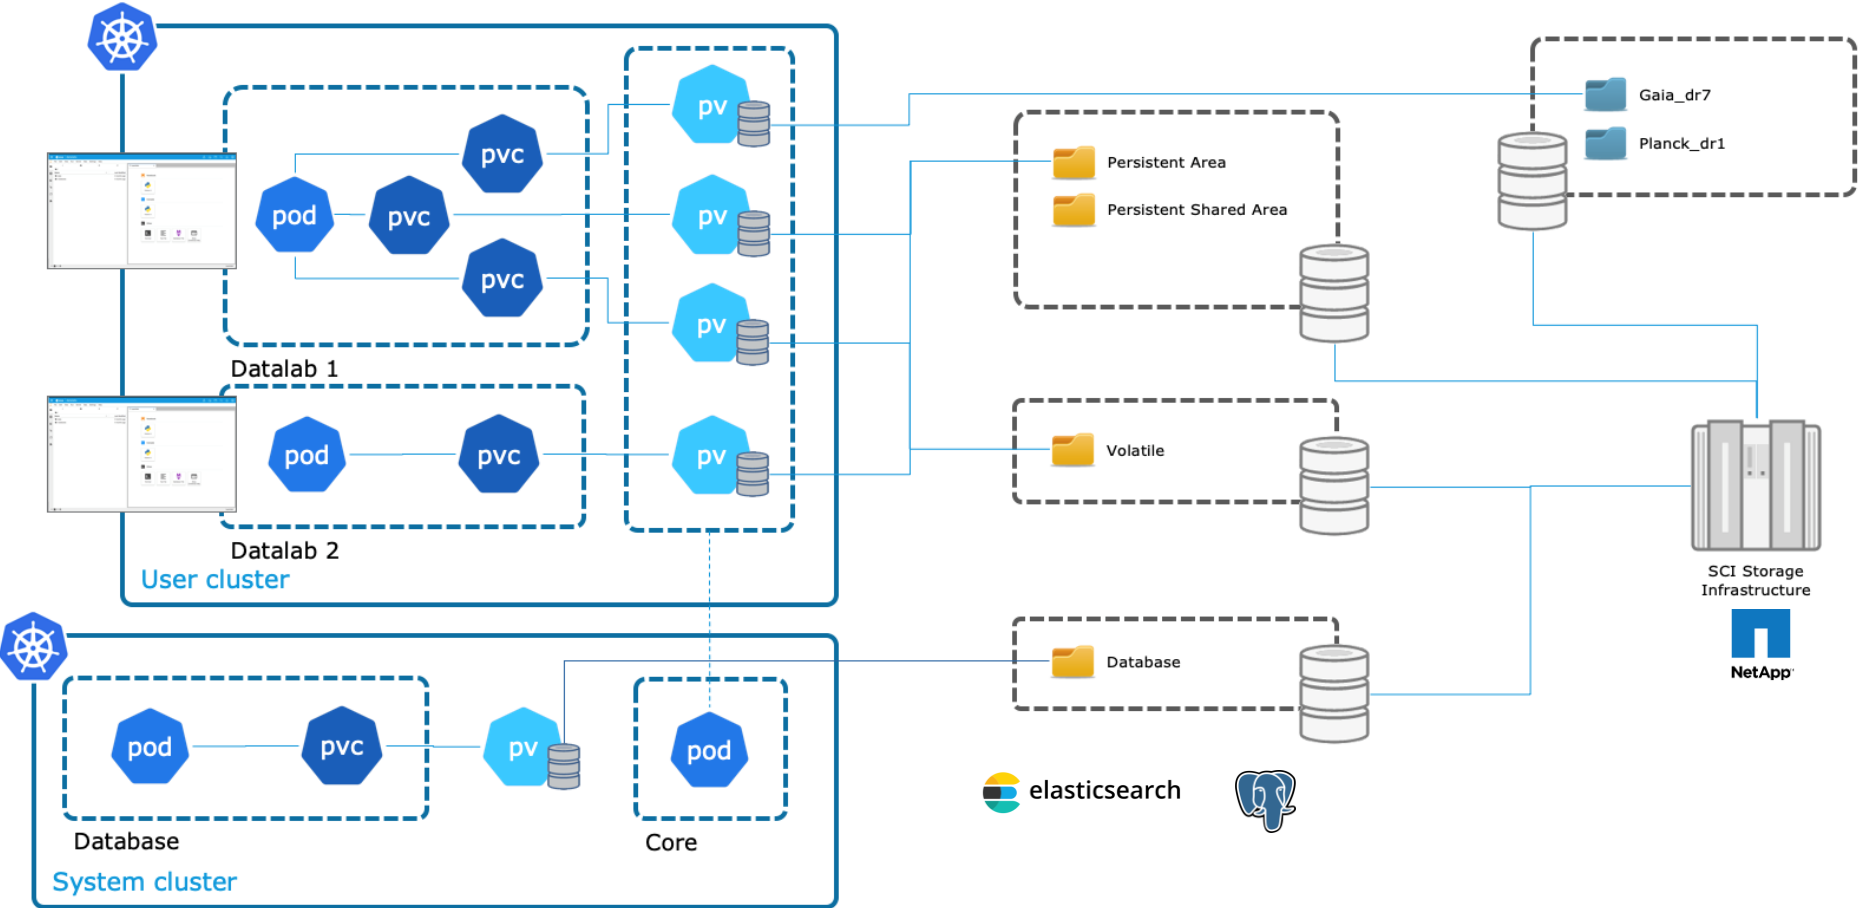 pvc
pod
pvc
pvc
Datalab 1
pod
pvc
Datalab 2
User cluster
pv
pv
pv
pv
Gaia_dr7
Planck_dr1
Persistent Area
Persistent Shared Area
Volatile
Database
SCI Storage
Infrastructure
NetApp
pod
pvc
pv
pod
Database
Core
System cluster
elasticsearch